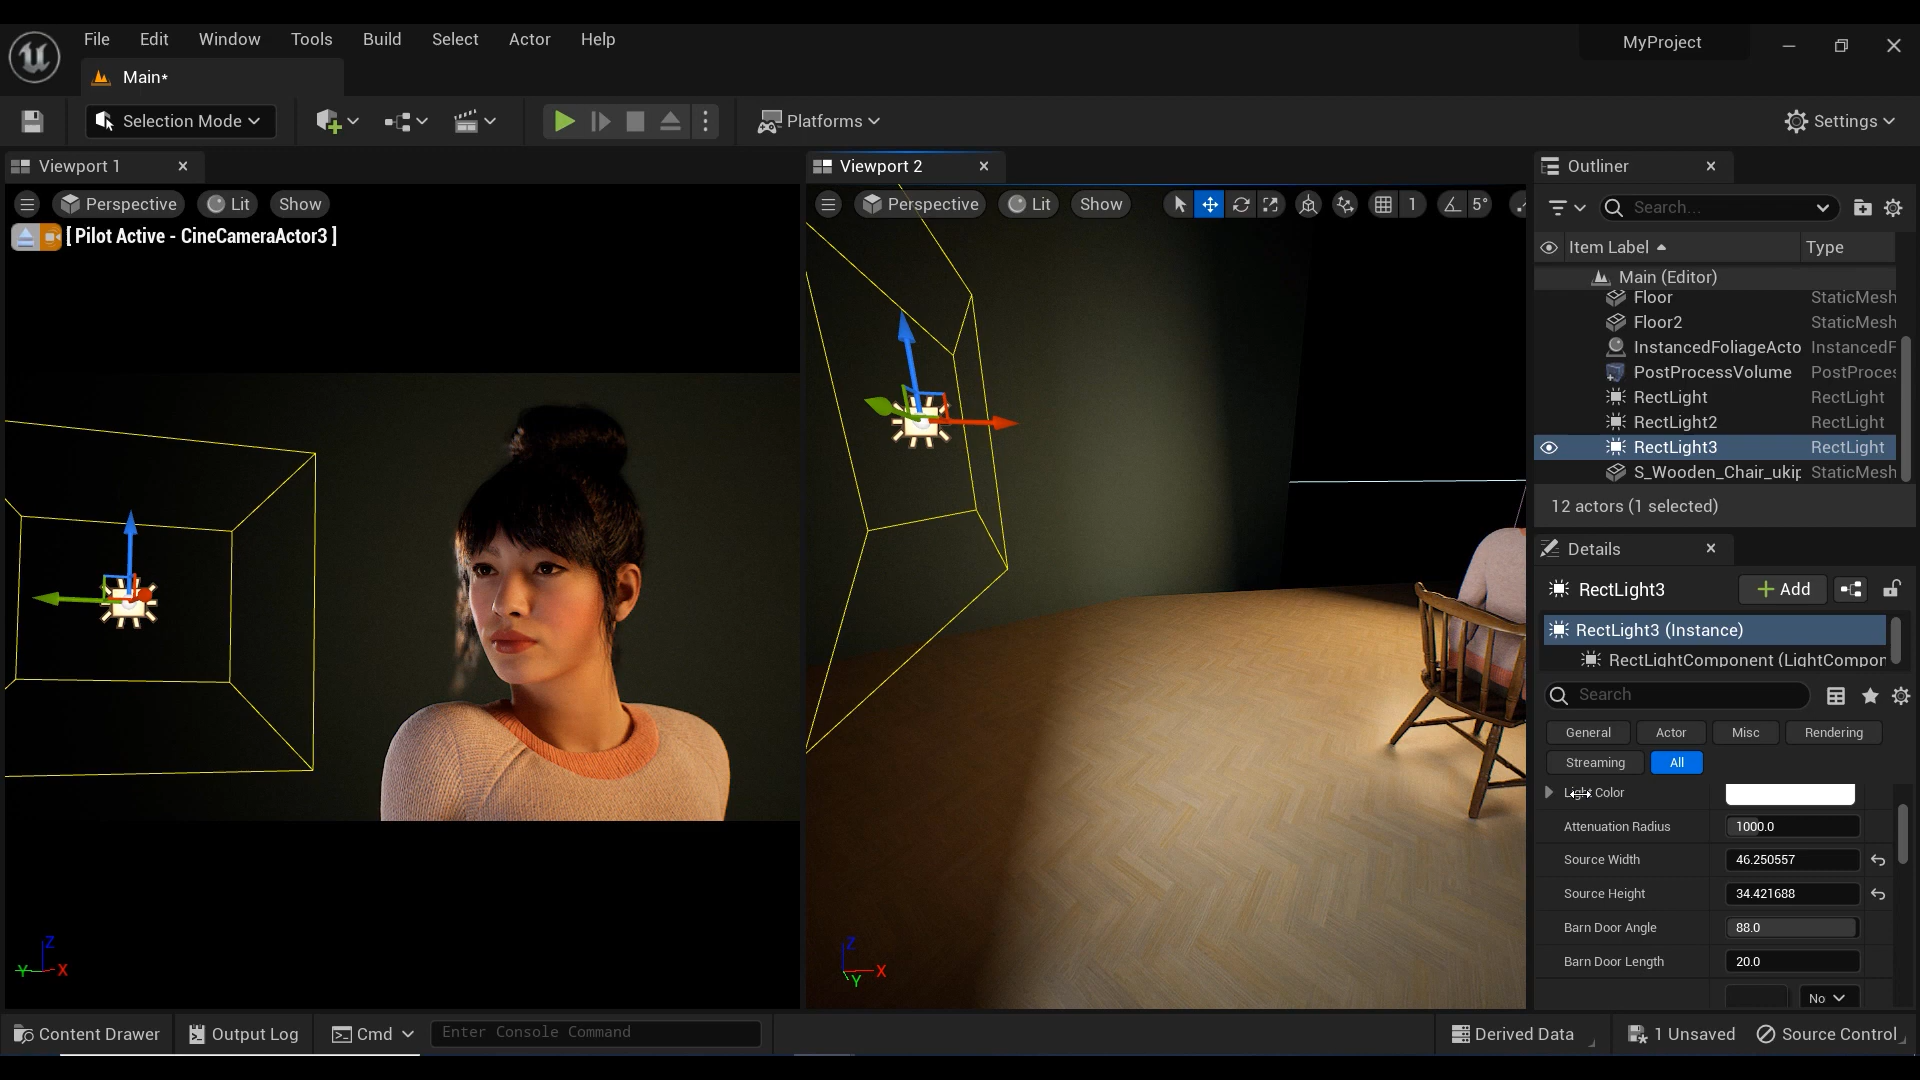 File Edit Window Tools Build Select Actor Help
MyProject
Main*
Selection Mode
Platforms
Settings
Viewport 1
Perspective Lit Show
[ Pilot Active - CineCameraActor3 ]
Z
Y X
Viewport 2
Perspective Lit Show 1 5°
Z
X
Y
Outliner
Search...
Item Label Type
Main (Editor)
Floor StaticMesh
Floor2 StaticMesh
InstancedFoliageActo InstancedF
PostProcessVolume PostProces
RectLight RectLight
RectLight2 RectLight
RectLight3 RectLight
S_Wooden_Chair_ukip StaticMesh
12 actors (1 selected)
Details
RectLight3 Add
RectLight3 (Instance)
RectLightComponent (LightCompon
Search
General Actor Misc Rendering
Streaming All
Light Color
Attenuation Radius 1000.0
Source Width 46.250557
Source Height 34.421688
Barn Door Angle 88.0
Barn Door Length 20.0
No
Content Drawer Output Log Cmd Enter Console Command Derived Data 1 Unsaved Source Control